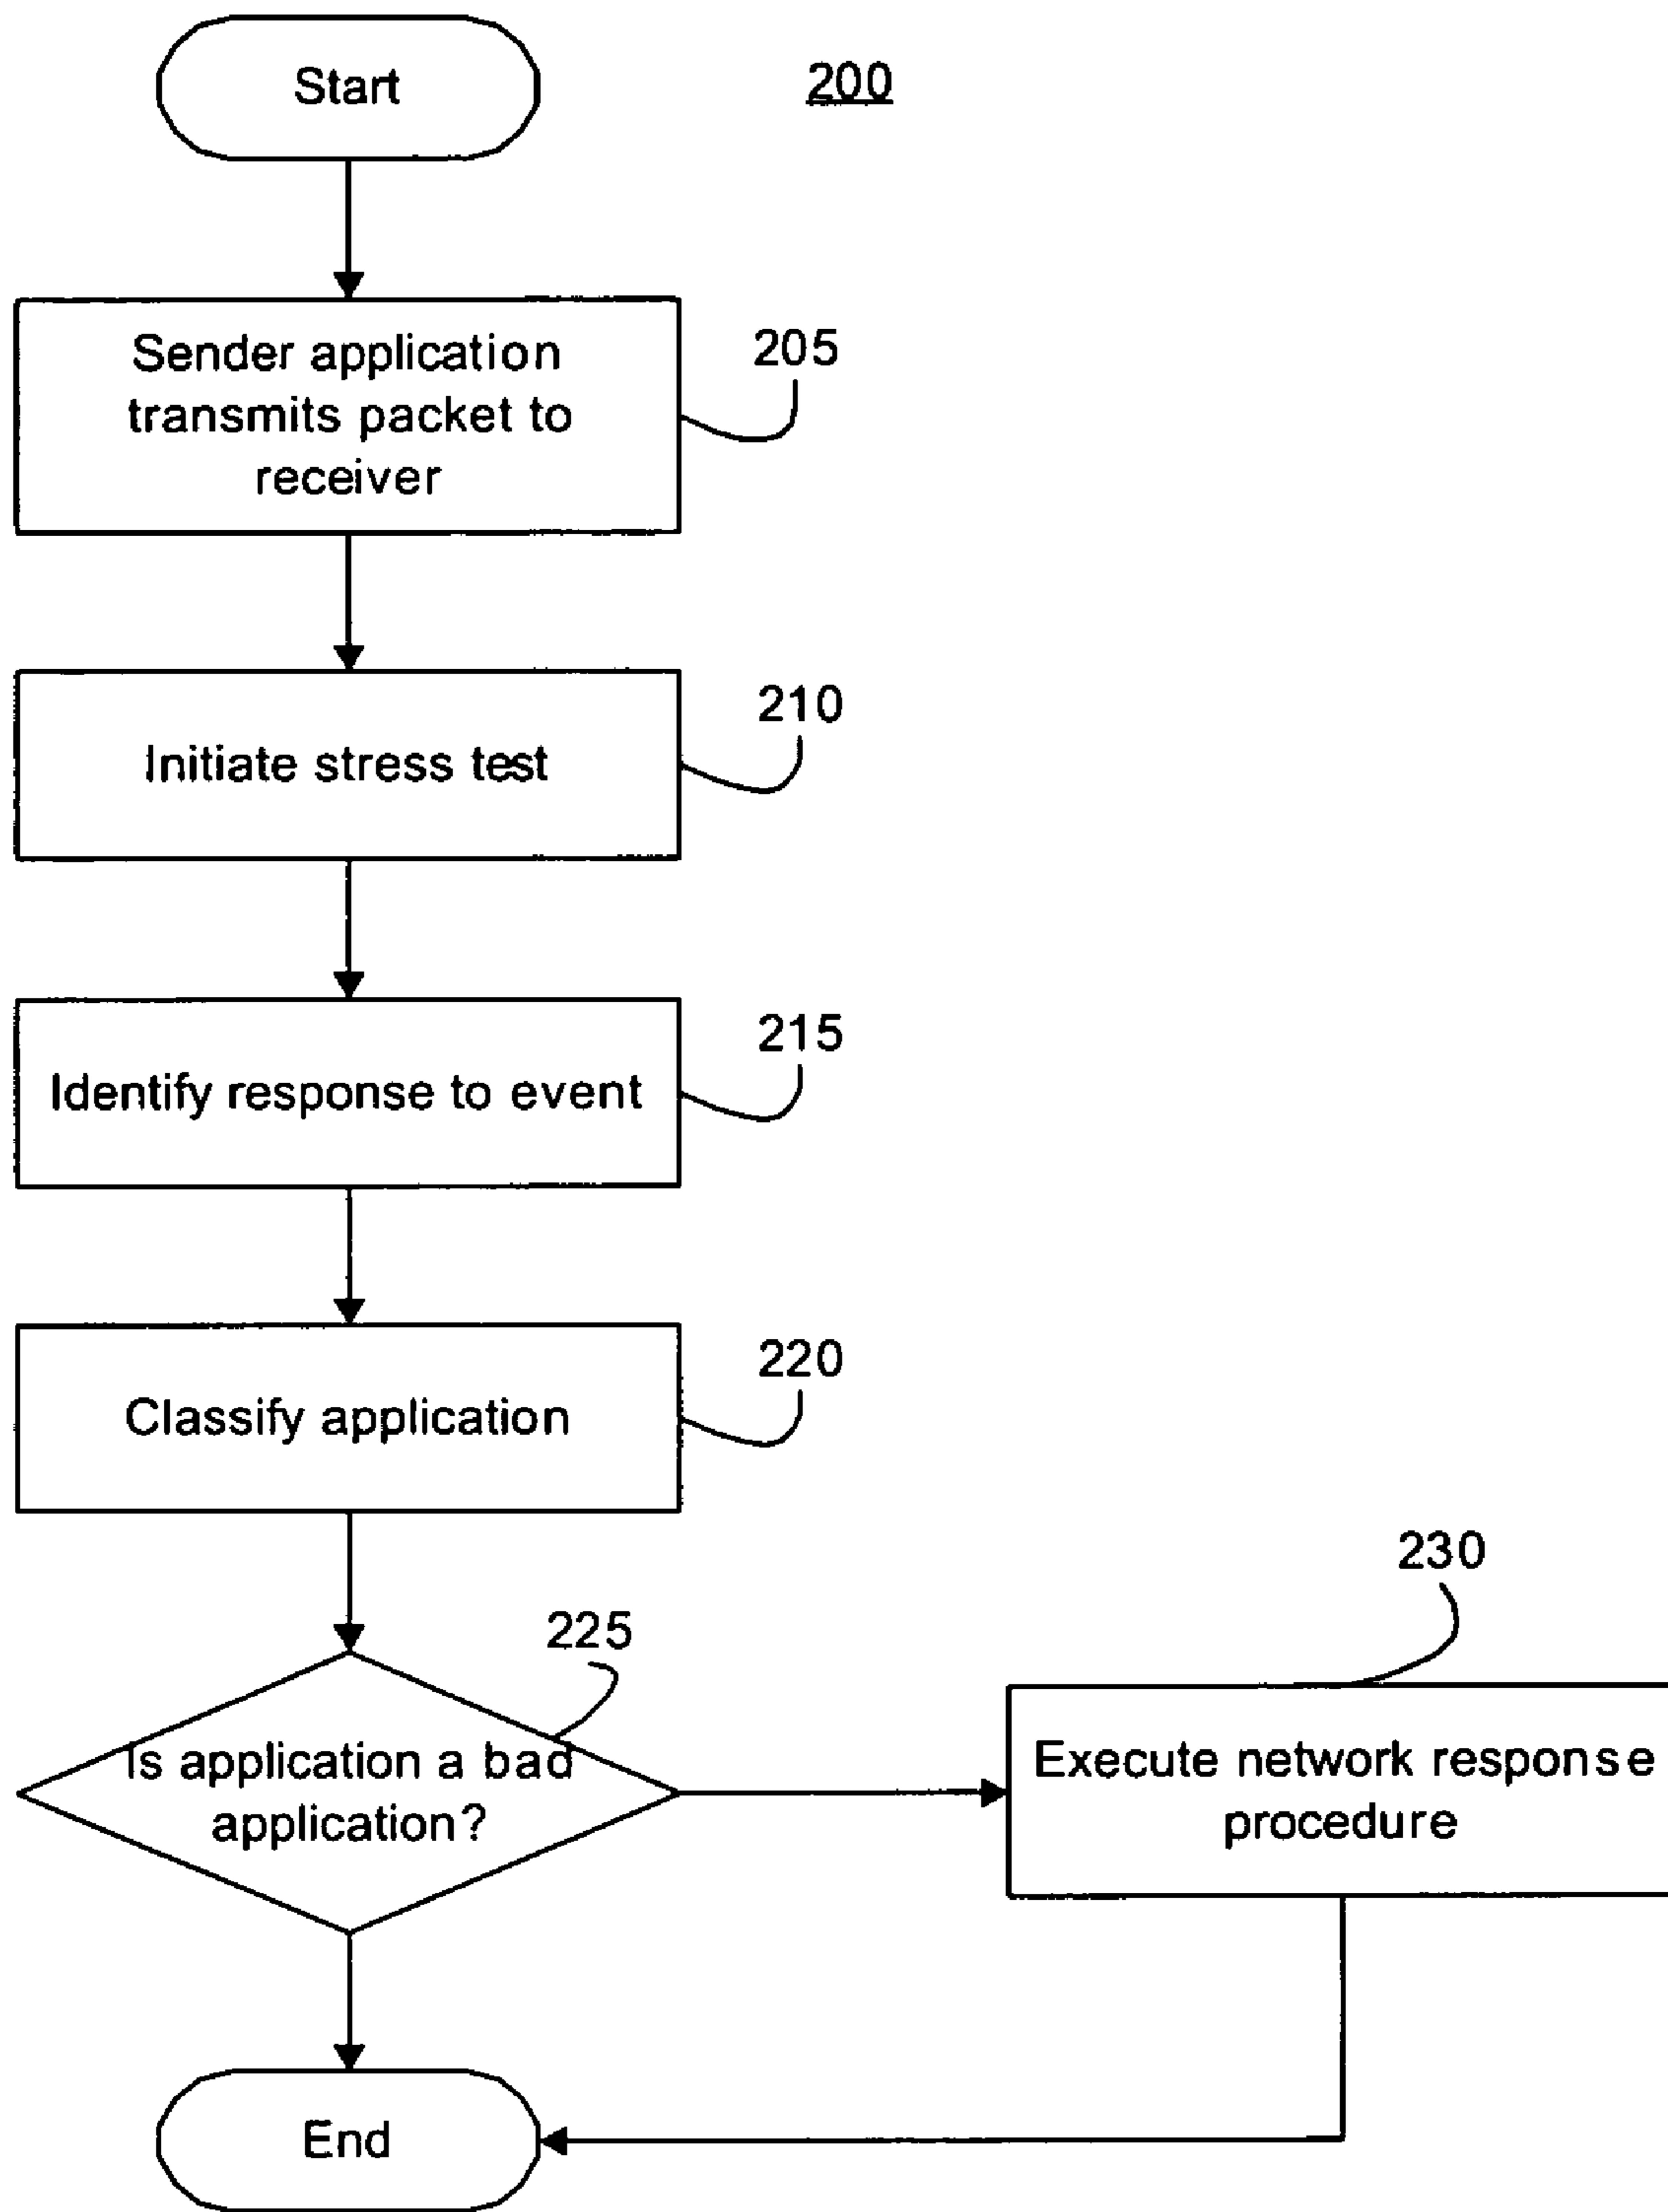 Start
200
Sender application
transmits packet to
receiver
205
Initiate stress test
210
Identify response to event
215
Classify application
220
Is application a bad
application?
225
Execute network response
procedure
230
End